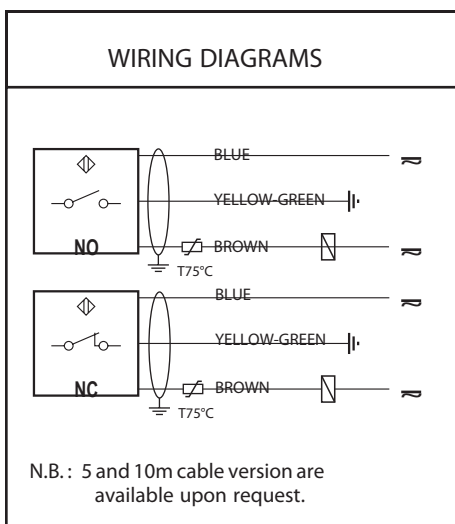 WIRING DIAGRAMS
BLUE
YELLOW-GREEN
NO
BROWN
T75°C
BLUE
YELLOW-GREEN
NC
BROWN
T75°C
N.B.: 5 and 10m cable version are
available upon request.